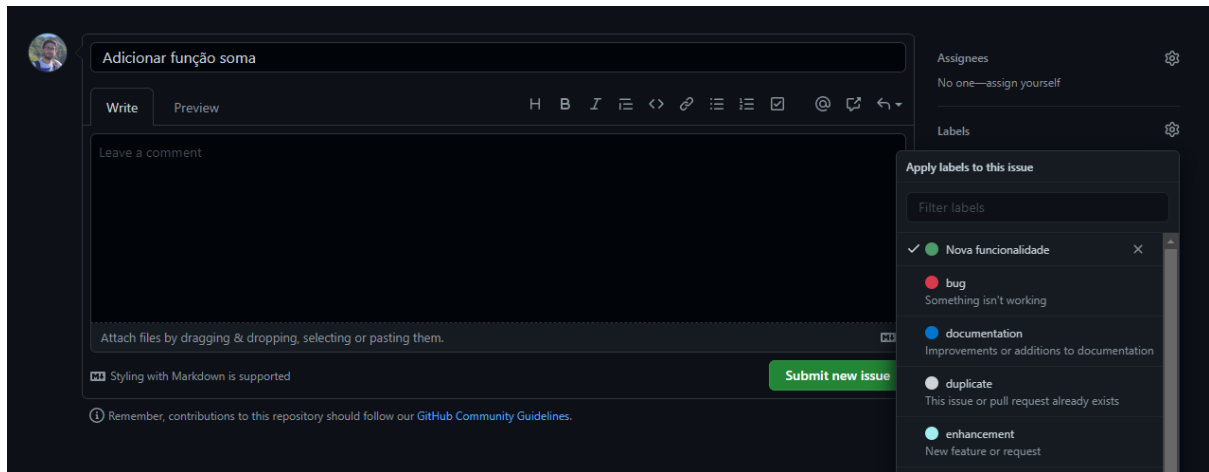 Adicionar função soma
Write Preview
Leave a comment
Attach files by dragging & dropping, selecting or pasting them.
Styling with Markdown is supported
Submit new issue
Remember, contributions to this repository should follow our GitHub Community Guidelines.
Assignees
No one—assign yourself
Labels
Apply labels to this issue
Filter labels
Nova funcionalidade
bug
Something isn't working
documentation
Improvements or additions to documentation
duplicate
This issue or pull request already exists
enhancement
New feature or request